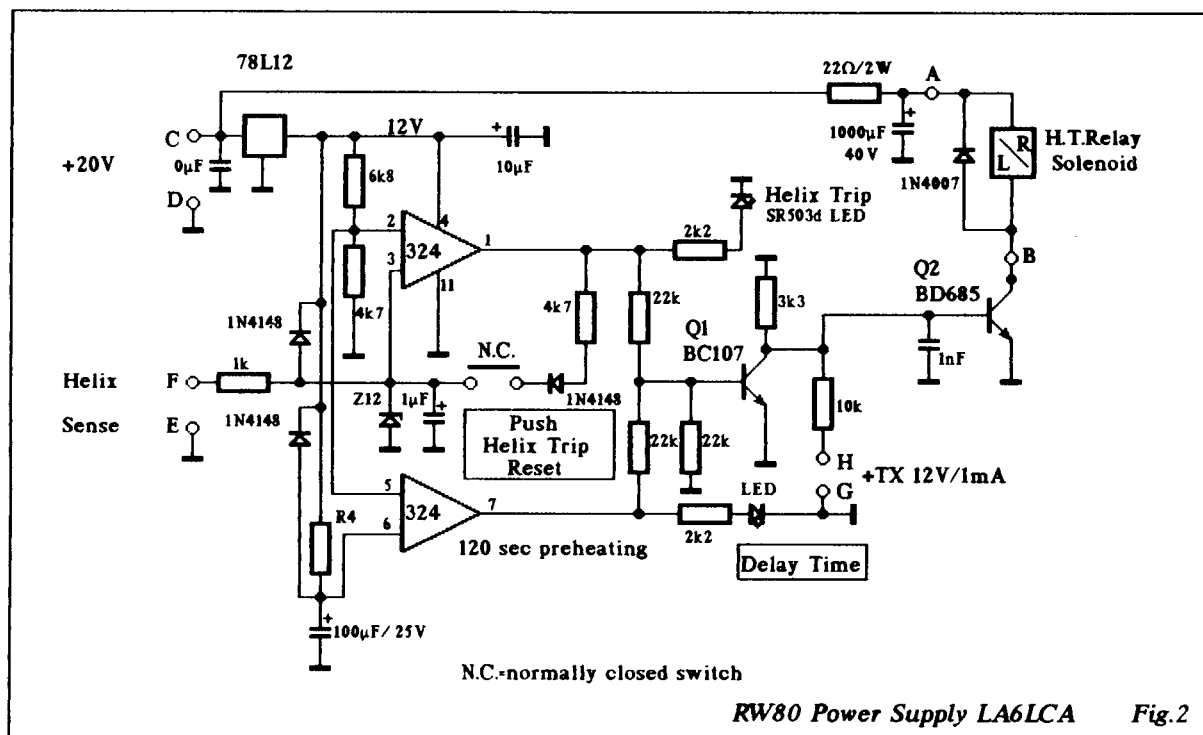 78L12
22Ω/2W
A
C
12V
+
+
1000µF
40V
R
L
H.T.Relay
Solenoid
+20V
0µF
10µF
1N4007
6k8
D
2
4
324
1
3
11
Helix Trip
SR503d LED
2k2
B
4k7
4k7
22k
3k3
Q2
BD685
1N4148
Q1
BC107
N.C.
1nF
Helix
F
1k
Z12
1µF
+
1N4148
10k
Sense
E
1N4148
Push
Helix Trip
Reset
22k
22k
H
+TX 12V/1mA
LED
G
5
324
7
6
R4
2k2
120 sec preheating
Delay Time
+
100µF/25V
N.C.=normally closed switch
RW80 Power Supply LA6LCA Fig.2